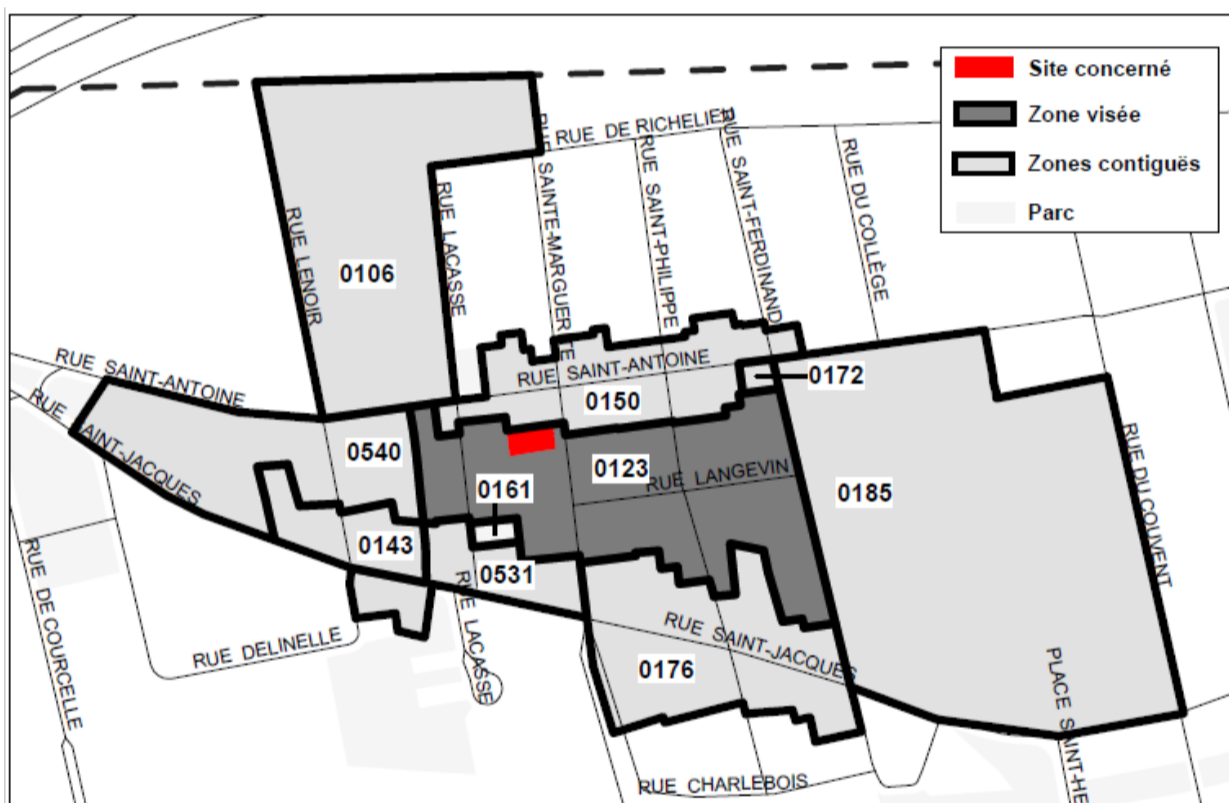 Site concerné
Zone visée
Zones contiguës
Parc
RUE DE RICHELIEU
RUE SAINTE-MARGUERITE
RUE SAINT-PHILIPPE
RUE SAINT-FERDINAND
RUE DU COLLÈGE
RUE LENOIR
RUE LACASSE
0106
RUE SAINT-ANTOINE
RUE SAINT-JACQUES
RUE SAINT-ANTOINE
0172
0150
0540
0123
0161
RUE LANGEVIN
0185
RUE DU COUVENT
0143
0531
RUE DE COURCELLE
RUE DELINELLE
RUE LACASSE
RUE SAINT-JACQUES
0176
PLACE SAINT-HE
RUE CHARLEBOIS